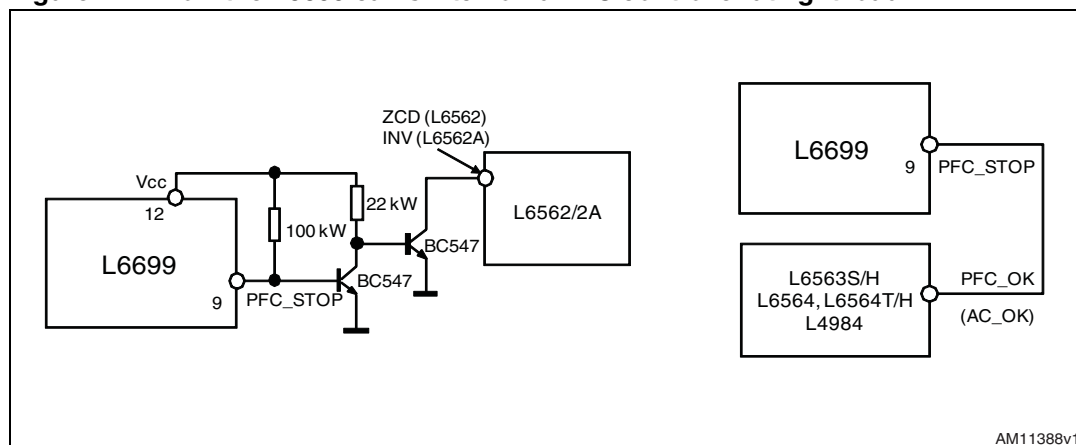 ZCD (L6562)
INV (L6562A)
Vcc
12
22 kW
100 kW
L6699
BC547
L6562/2A
9
PFC_STOP
BC547
L6699
9
PFC_STOP
L6563S/H
L6564, L6564T/H
L4984
PFC_OK
(AC_OK)
AM11388v1